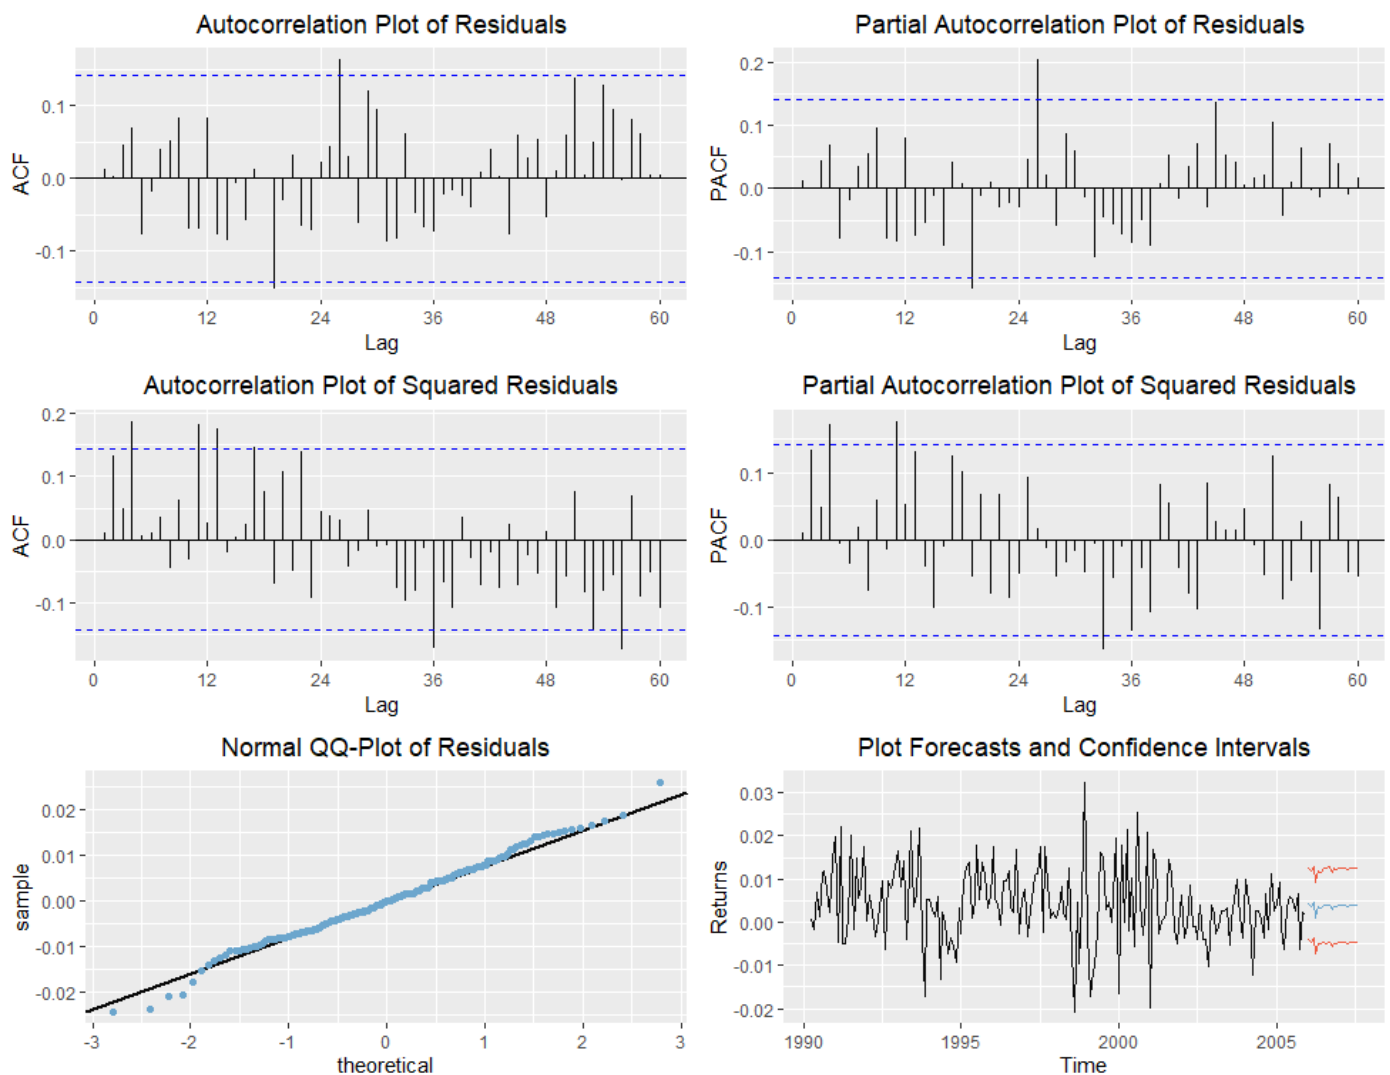 Autocorrelation Plot of Residuals
0.1
0.0
-0.1
ACF
0 12 24 36 48 60
Lag
Partial Autocorrelation Plot of Residuals
0.2
0.1
0.0
-0.1
PACF
0 12 24 36 48 60
Lag
Autocorrelation Plot of Squared Residuals
0.2
0.1
0.0
-0.1
ACF
0 12 24 36 48 60
Lag
Partial Autocorrelation Plot of Squared Residuals
0.1
0.0
-0.1
PACF
0 12 24 36 48 60
Lag
Normal QQ-Plot of Residuals
0.02
0.01
0.00
-0.01
-0.02
sample
-3 -2 -1 0 1 2 3
theoretical
Plot Forecasts and Confidence Intervals
0.03
0.02
0.01
0.00
-0.01
-0.02
Returns
1990 1995 2000 2005
Time